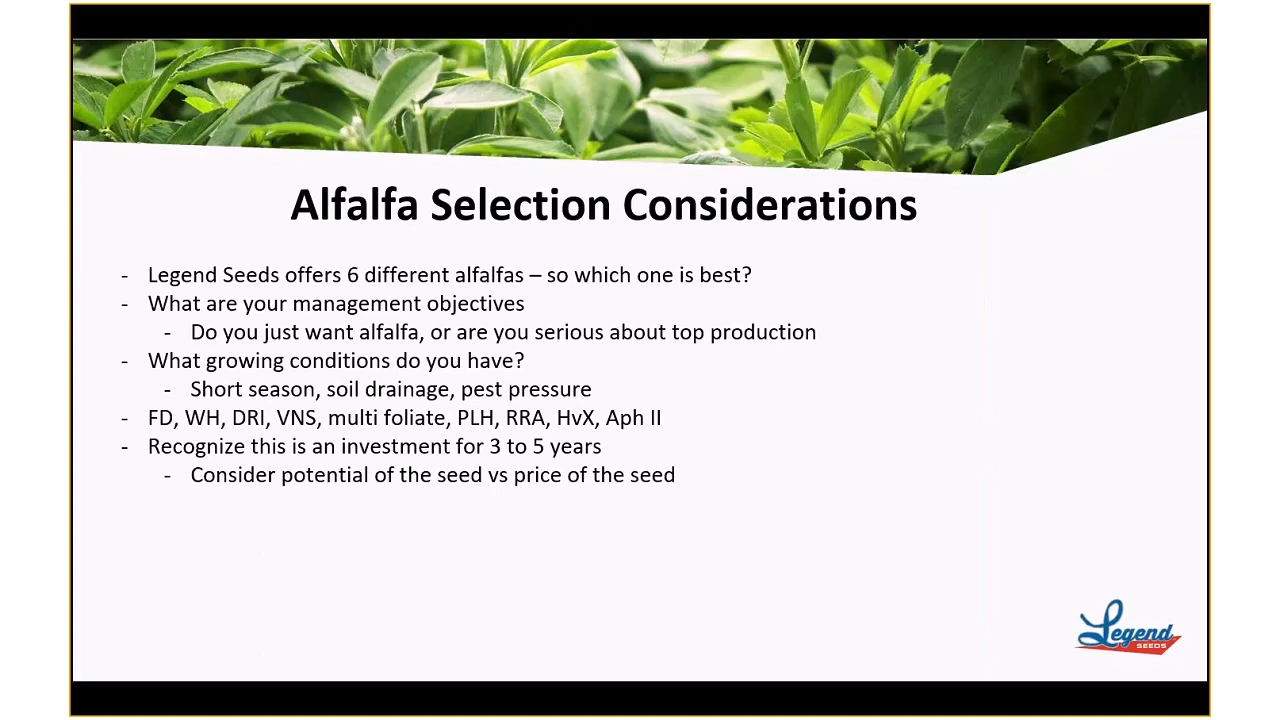 Alfalfa Selection Considerations
- Legend Seeds offers 6 different alfalfas – so which one is best?
- What are your management objectives
- Do you just want alfalfa, or are you serious about top production
- What growing conditions do you have?
- Short season, soil drainage, pest pressure
- FD, WH, DRI, VNS, multi foliate, PLH, RRA, HvX, Aph II
- Recognize this is an investment for 3 to 5 years
- Consider potential of the seed vs price of the seed
Legend
SEEDS